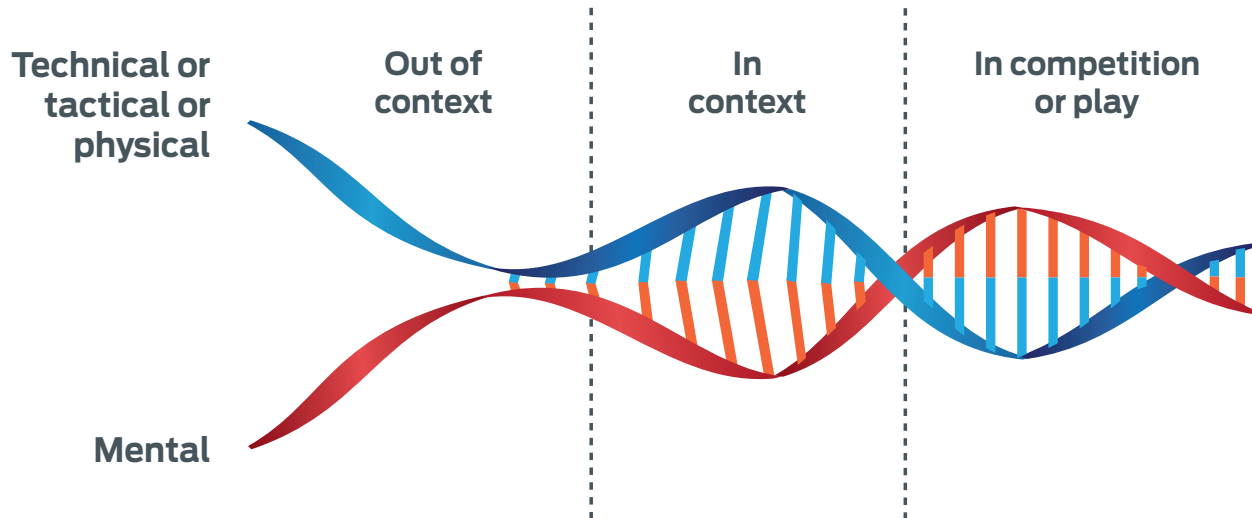 Technical or
tactical or
physical
Out of
context
In
context
In competition
or play
Mental